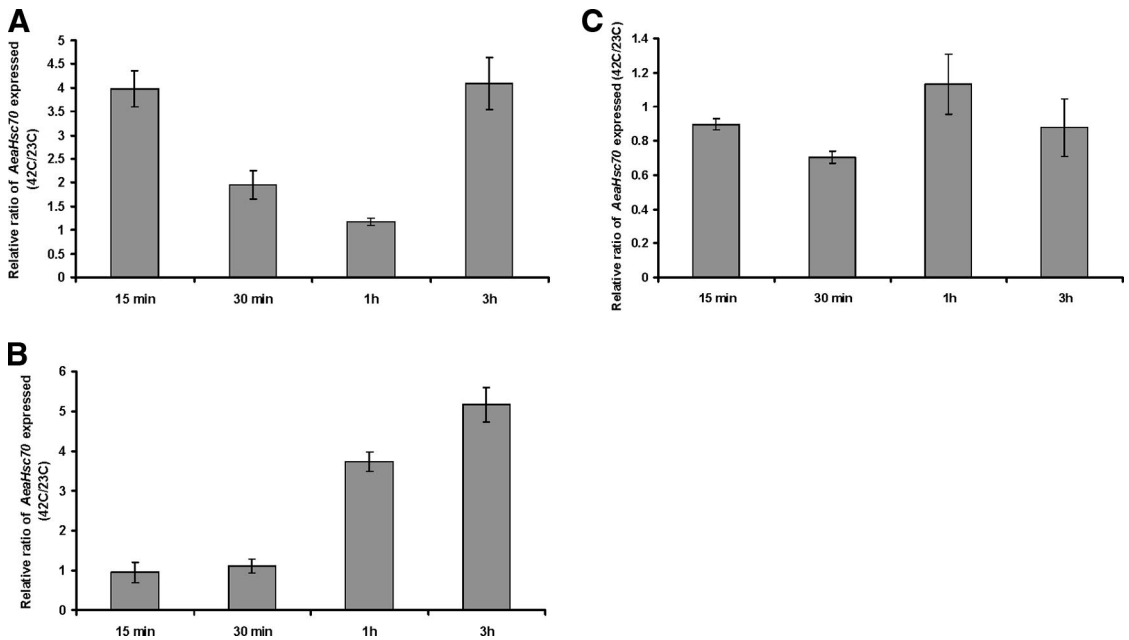 A
Relative ratio of AeaHsc70 expressed
(42C/23C)
5
4.5
4
3.5
3
2.5
2
1.5
1
0.5
0
15 min 30 min 1h 3h
C
Relative ratio of AeaHsc70 expressed (42C/23C)
1.4
1.2
1
0.8
0.6
0.4
0.2
0
15 min 30 min 1h 3h
B
Relative ratio of AeaHsc70 expressed
(42C/23C)
6
5
4
3
2
1
0
15 min 30 min 1h 3h